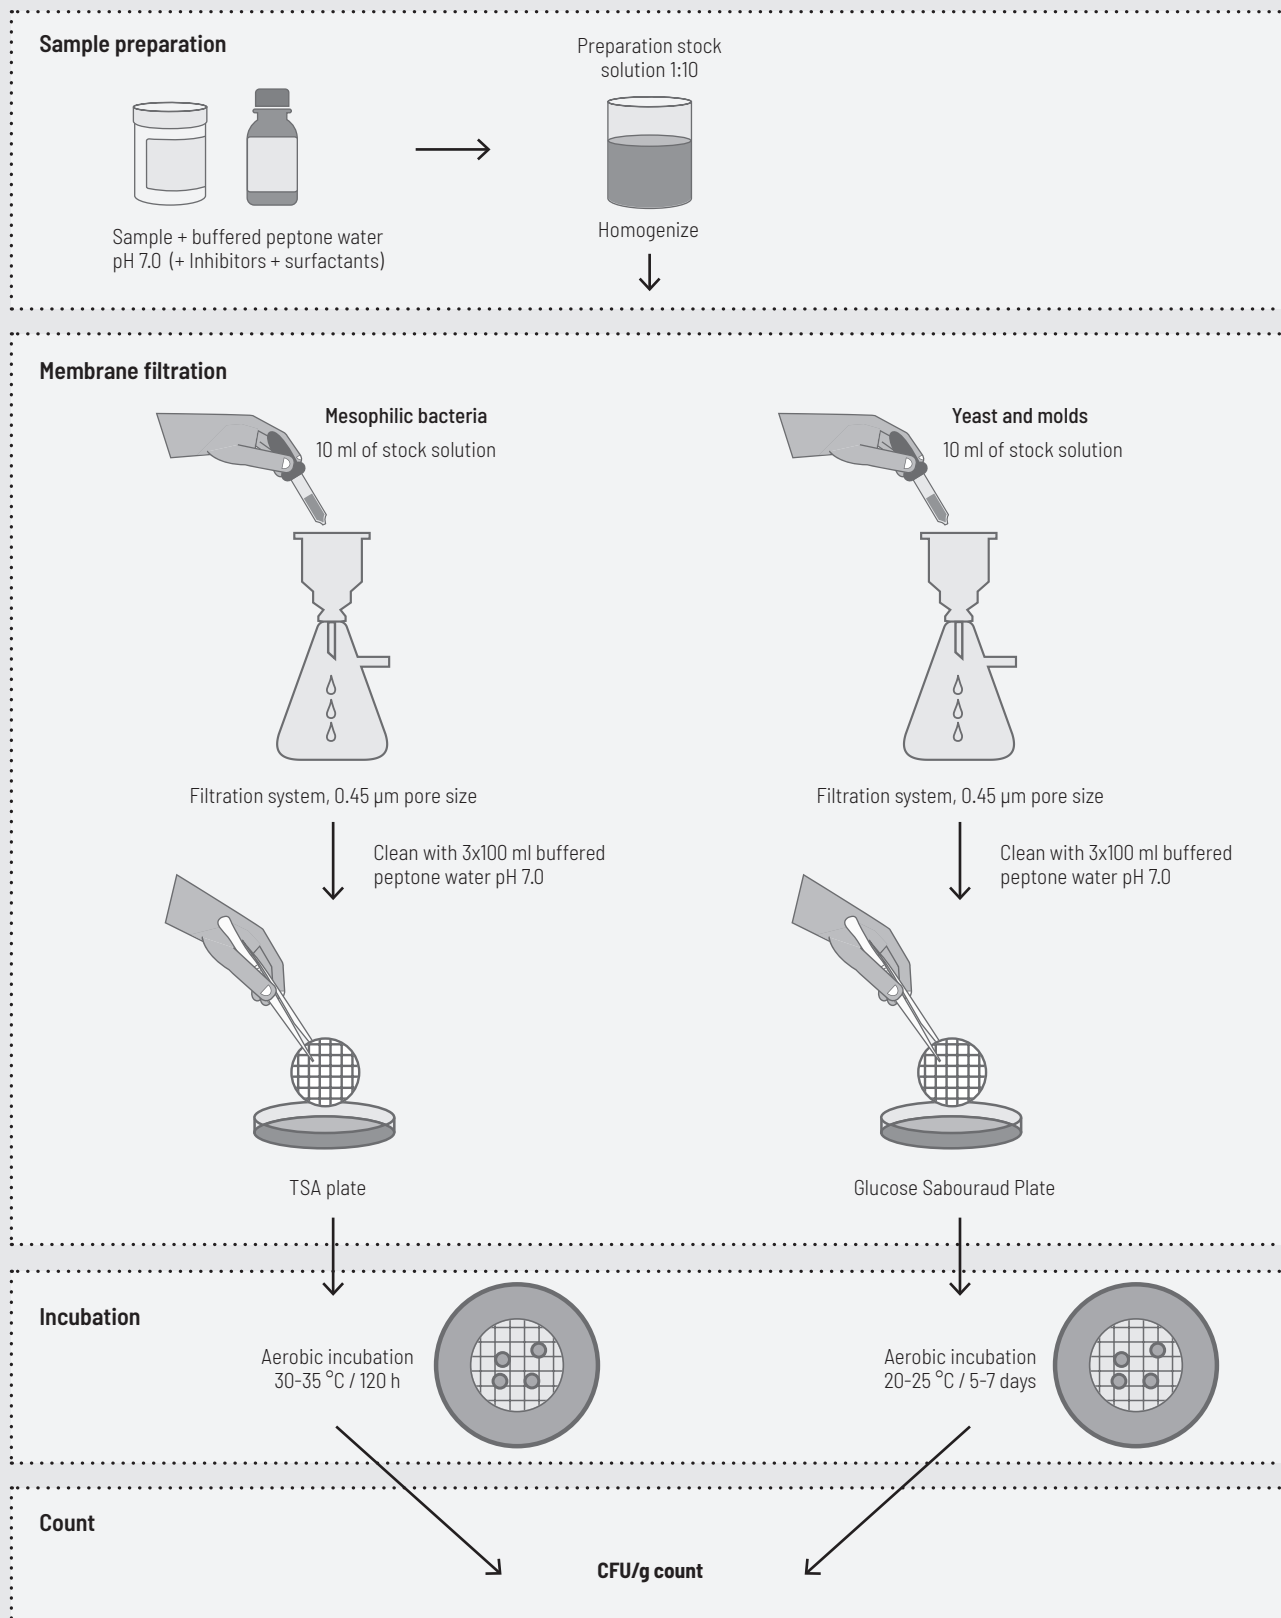 Sample preparation
Preparation stock
solution 1:10
Sample + buffered peptone water
pH 7.0 (+ Inhibitors + surfactants)
Homogenize
Membrane filtration
Mesophilic bacteria
10 ml of stock solution
Filtration system, 0.45 µm pore size
Clean with 3x100 ml buffered
peptone water pH 7.0
TSA plate
Yeast and molds
10 ml of stock solution
Filtration system, 0.45 µm pore size
Clean with 3x100 ml buffered
peptone water pH 7.0
Glucose Sabouraud Plate
Incubation
Aerobic incubation
30-35 °C / 120 h
Aerobic incubation
20-25 °C / 5-7 days
Count
CFU/g count